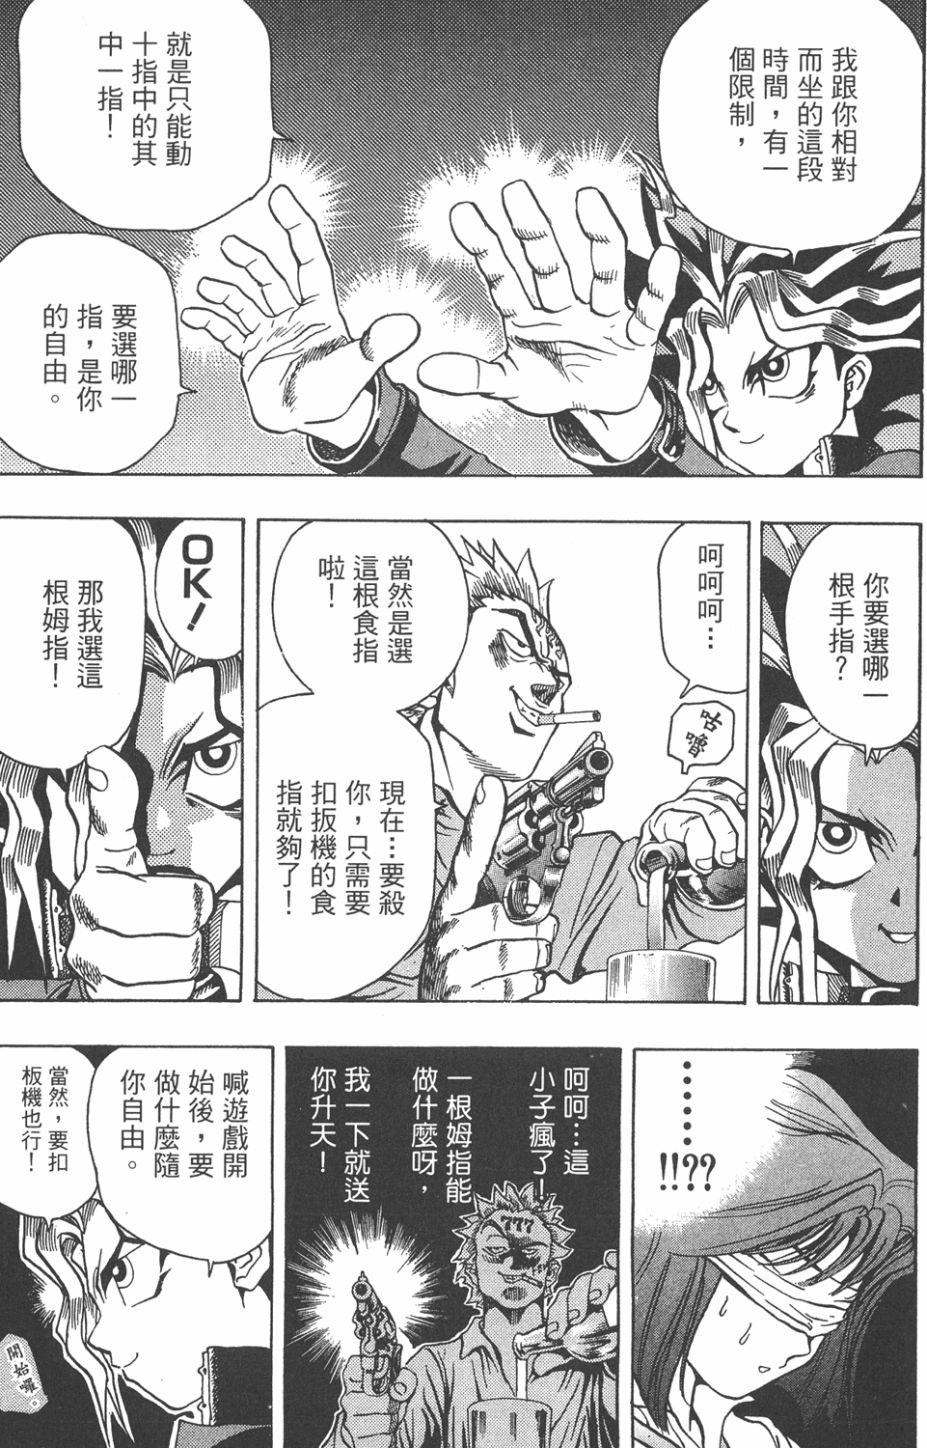 我跟你相對
而坐的這段
時間，有一
個限制，
就是只能動
十指中的其
中一指！
要選哪一
指，是你
的自由。
你要選哪一
根手指？
呵呵呵…
咕嚕
當然是選
這根食指
啦！
現在…要殺
你，只需要
扣扳機的食
指就夠了！
OK！
那我選這
根姆指！
………
!!??
呵呵…這
小子瘋了！
一根姆指能
做什麼呀，
我一下就送
你升天！
777
喊遊戲開
始後，要
做什麼隨
你自由。
當然，要扣
板機也行！
開始囉。